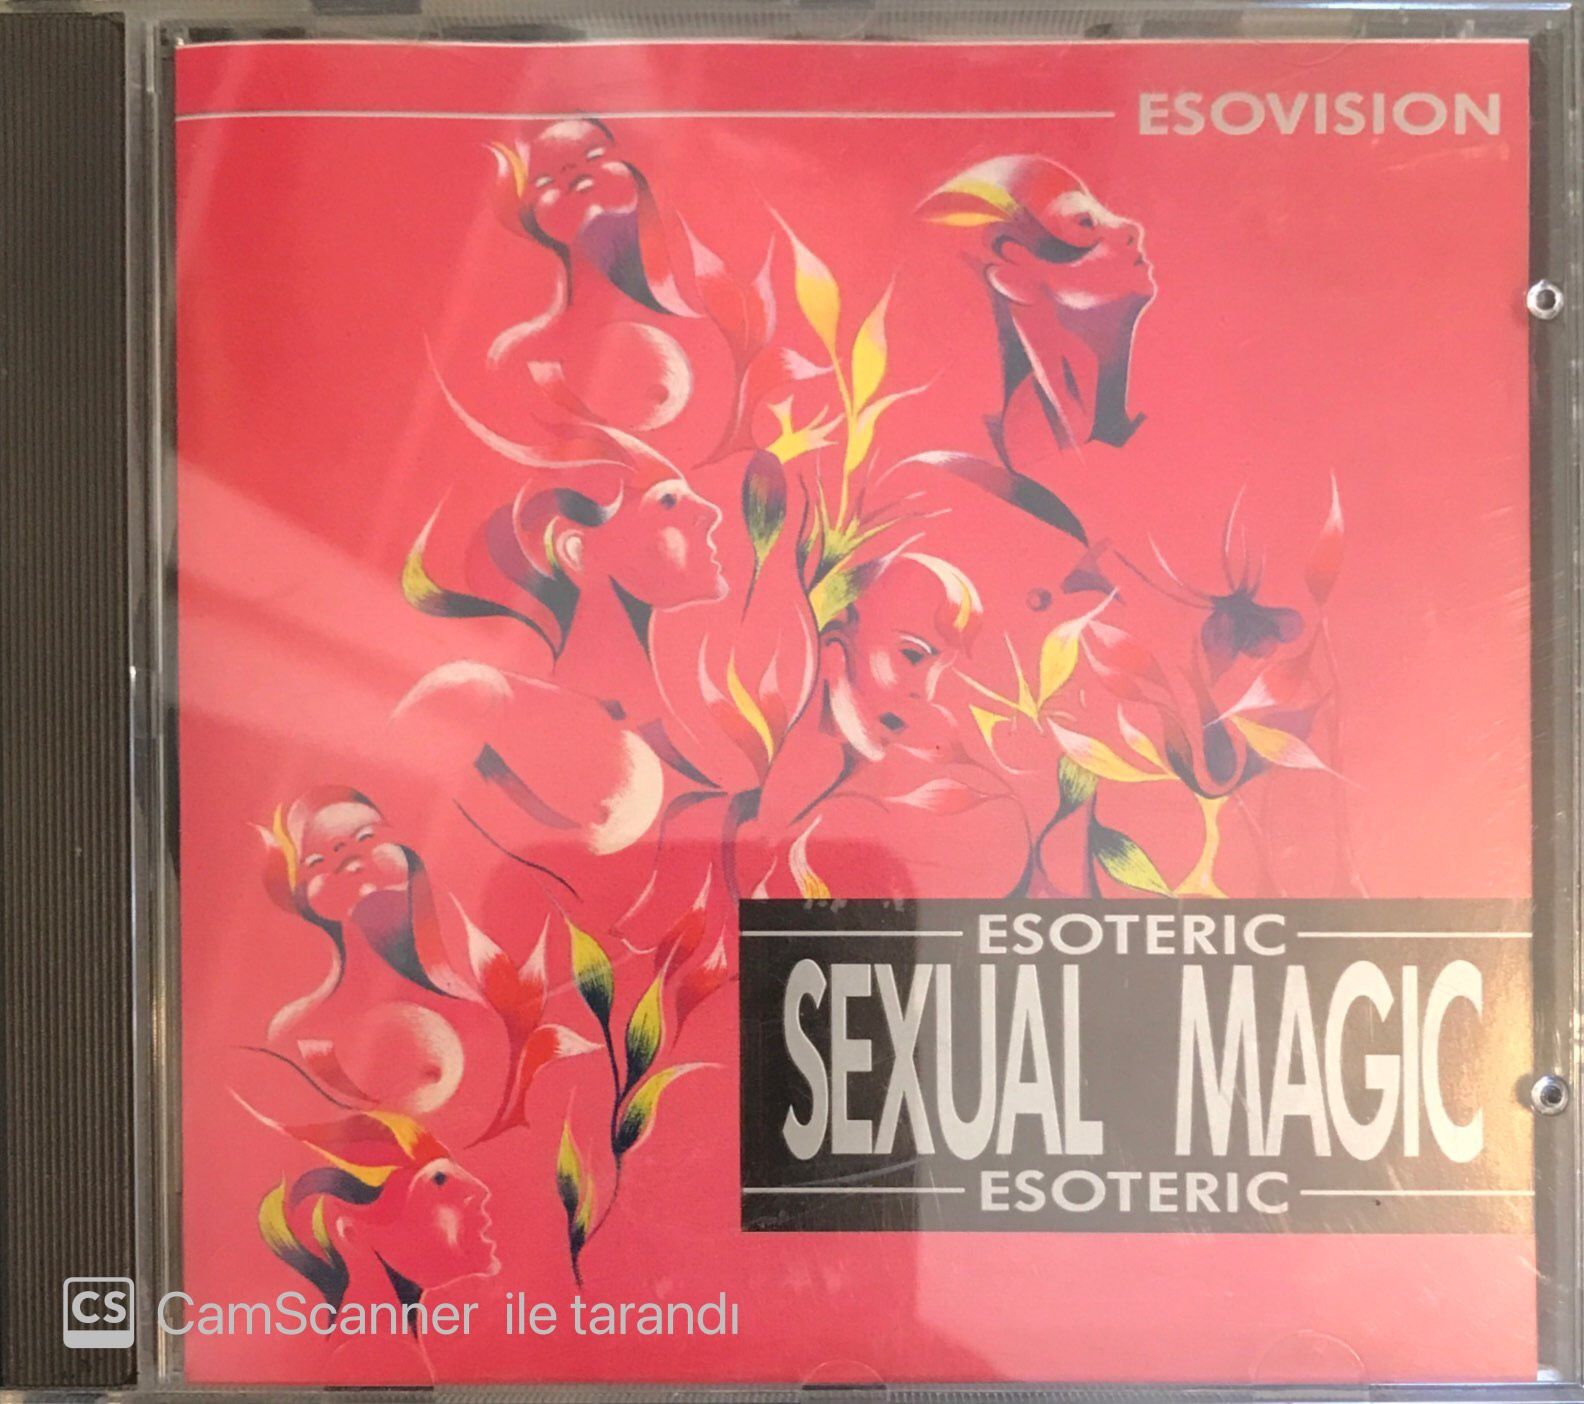 ESOVISION
ESOTERIC
SEXUAL MAGIC
ESOTERIC
CS CamScanner ile tarandı